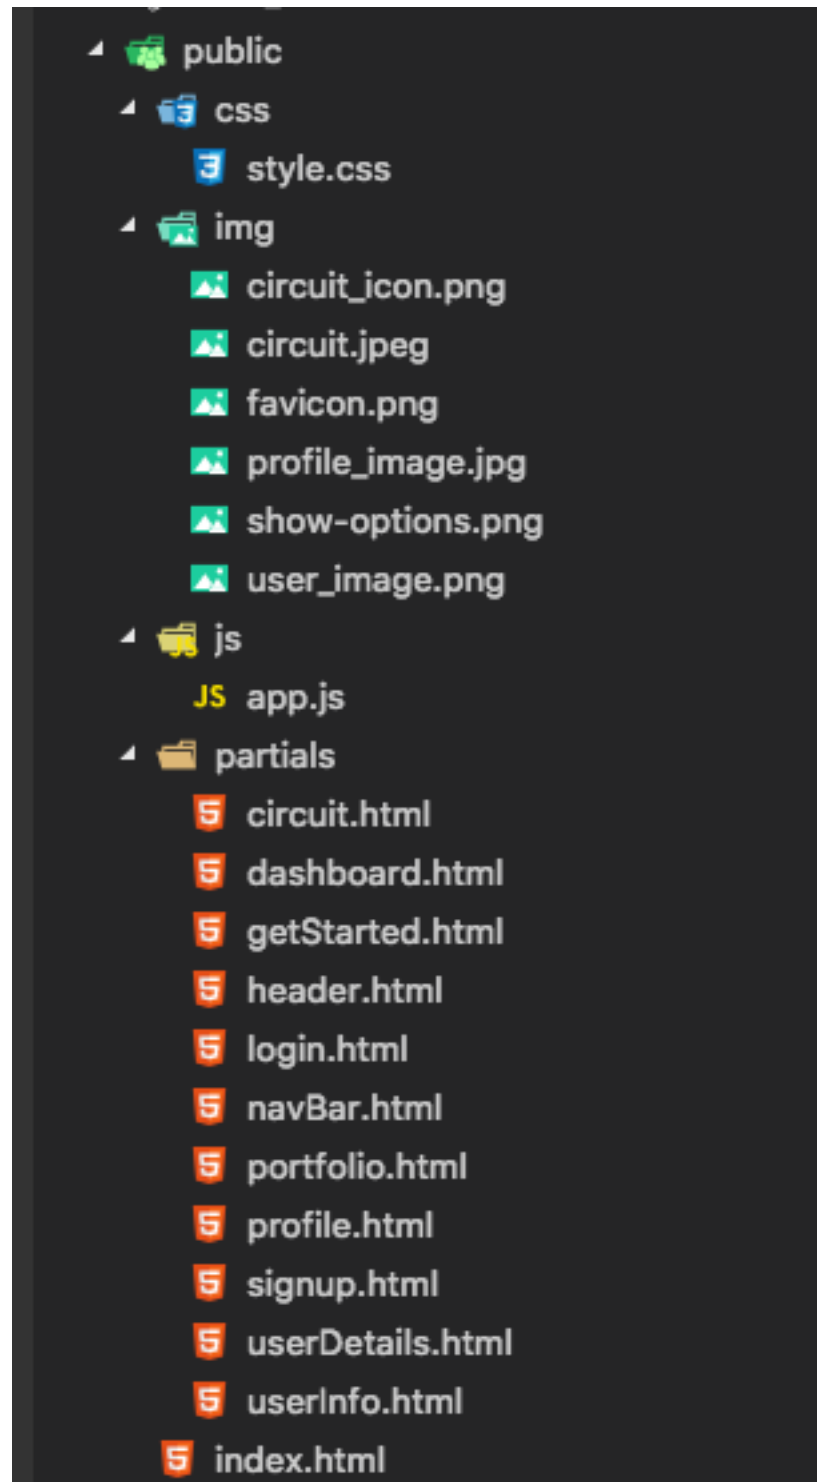 public
css
style.css
img
circuit_icon.png
circuit.jpeg
favicon.png
profile_image.jpg
show-options.png
user_image.png
js
JS app.js
partials
circuit.html
dashboard.html
getStarted.html
header.html
login.html
navBar.html
portfolio.html
profile.html
signup.html
userDetails.html
userInfo.html
index.html